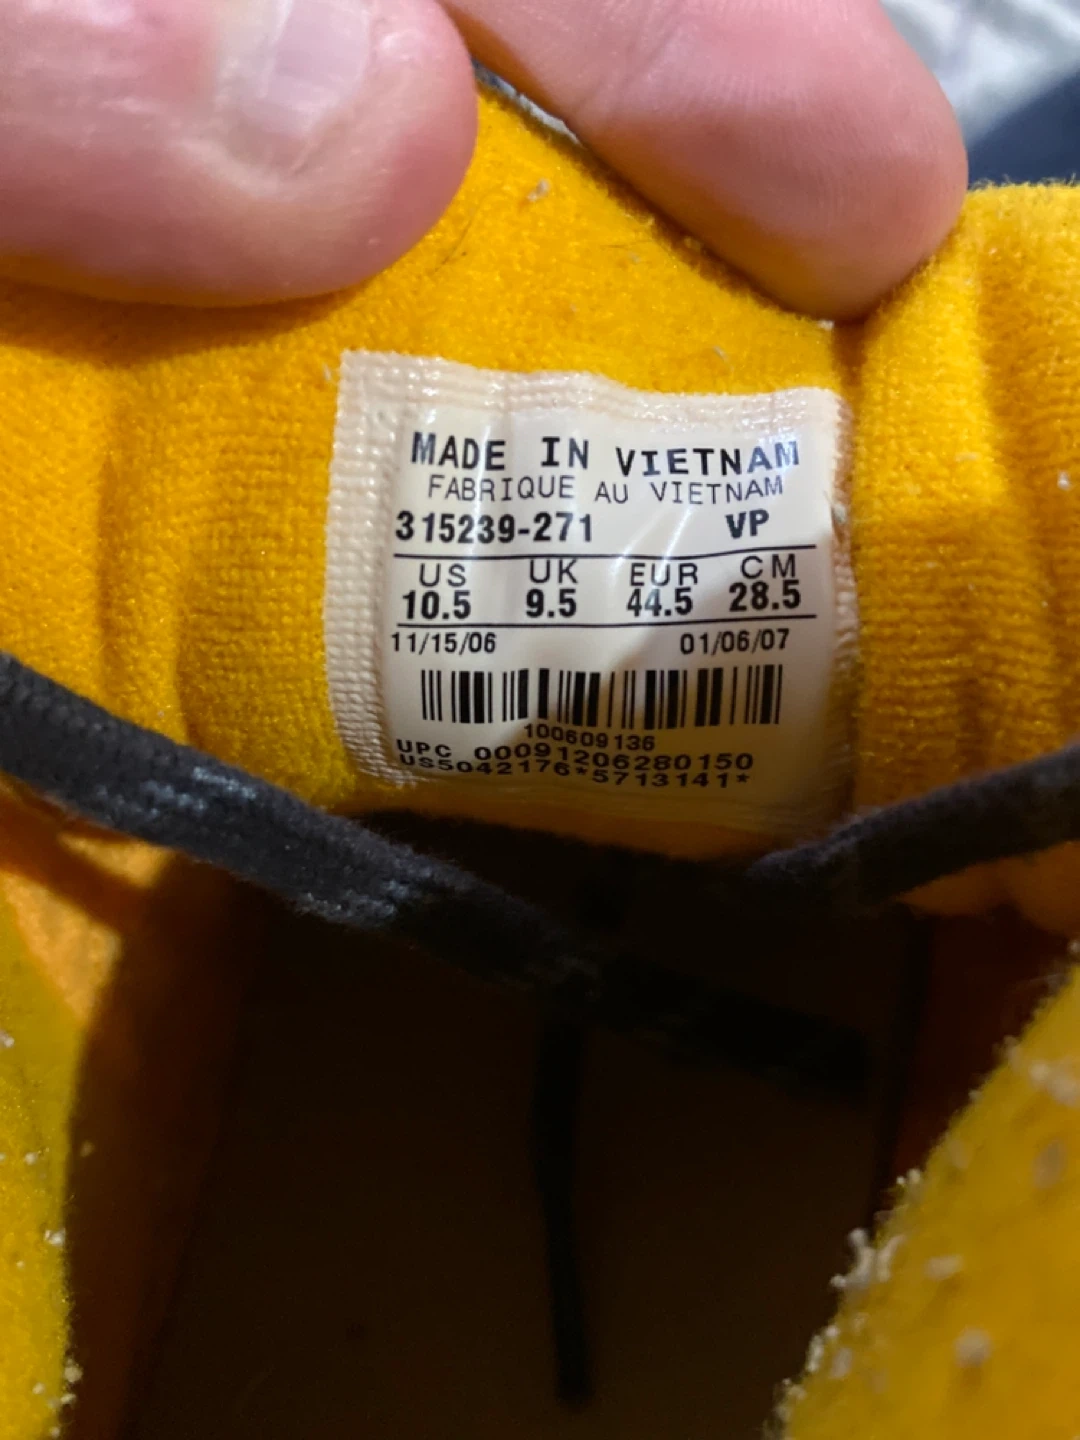 MADE IN VIETNAM
FABRIQUE AU VIETNAM
315239-271 VP
US UK EUR CM
10.5 9.5 44.5 28.5
11/15/06 01/06/07
100609136
UPC 00091206280150
US5042176*5713141*